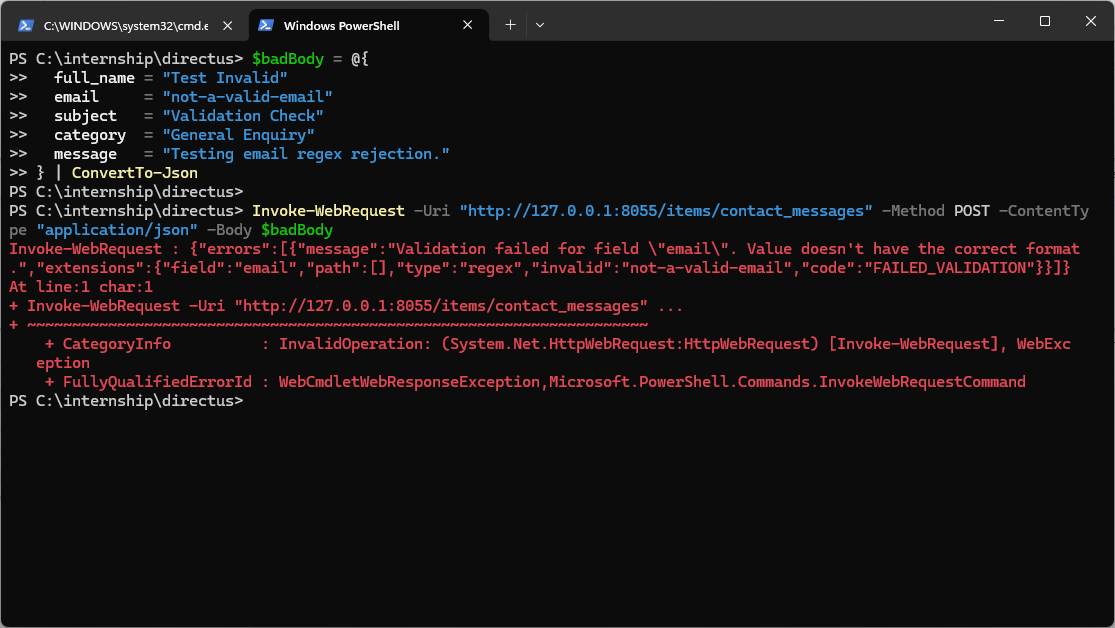 C:\WINDOWS\system32\cmd.e
Windows PowerShell
PS C:\internship\directus> $badBody = @{
>>   full_name = "Test Invalid"
>>   email     = "not-a-valid-email"
>>   subject   = "Validation Check"
>>   category  = "General Enquiry"
>>   message   = "Testing email regex rejection."
>> } | ConvertTo-Json
PS C:\internship\directus>
PS C:\internship\directus> Invoke-WebRequest -Uri "http://127.0.0.1:8055/items/contact_messages" -Method POST -ContentTy
pe "application/json" -Body $badBody
Invoke-WebRequest : {"errors":[{"message":"Validation failed for field \"email\". Value doesn't have the correct format
.","extensions":{"field":"email","path":[],"type":"regex","invalid":"not-a-valid-email","code":"FAILED_VALIDATION"}}]}
At line:1 char:1
+ Invoke-WebRequest -Uri "http://127.0.0.1:8055/items/contact_messages" ...
+ ~~~~~~~~~~~~~~~~~~~~~~~~~~~~~~~~~~~~~~~~~~~~~~~~~~~~~~~~~~~~~~~~~~~~~
    + CategoryInfo          : InvalidOperation: (System.Net.HttpWebRequest:HttpWebRequest) [Invoke-WebRequest], WebExc
   eption
    + FullyQualifiedErrorId : WebCmdletWebResponseException,Microsoft.PowerShell.Commands.InvokeWebRequestCommand
PS C:\internship\directus>